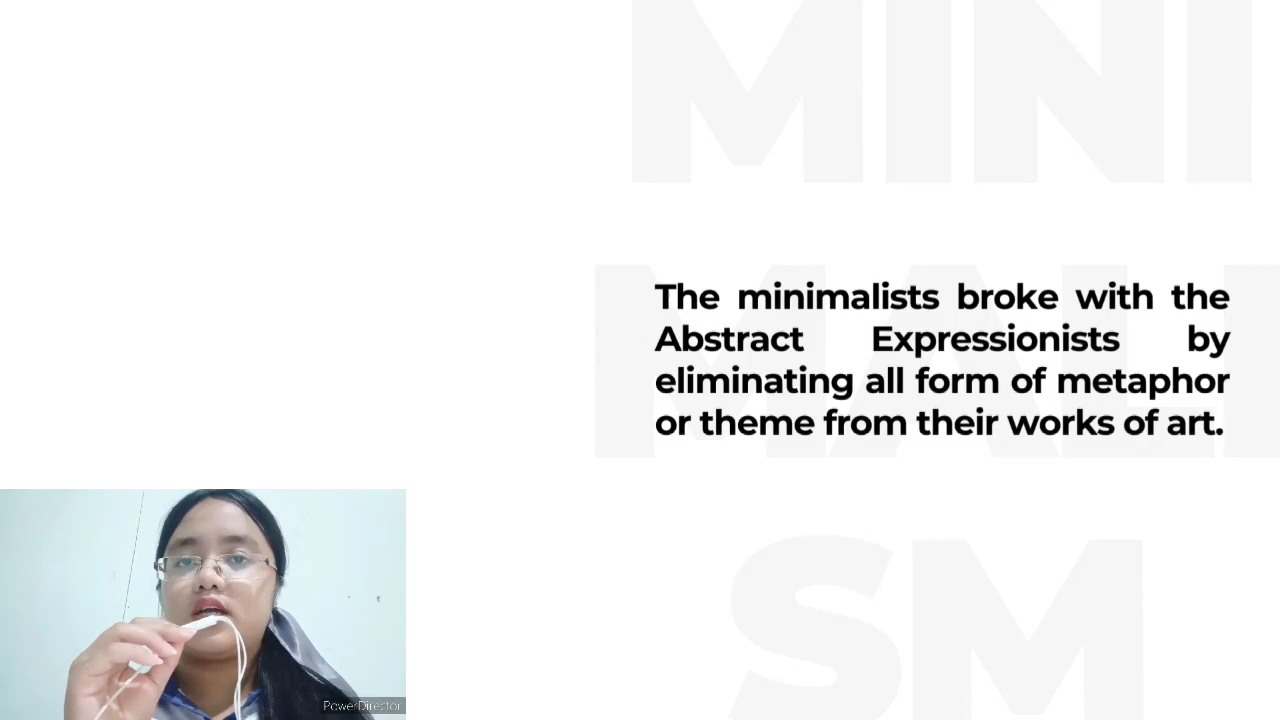 MINI
The minimalists broke with the
Abstract Expressionists by
eliminating all form of metaphor
or theme from their works of art.
MALI
SM
PowerDirector